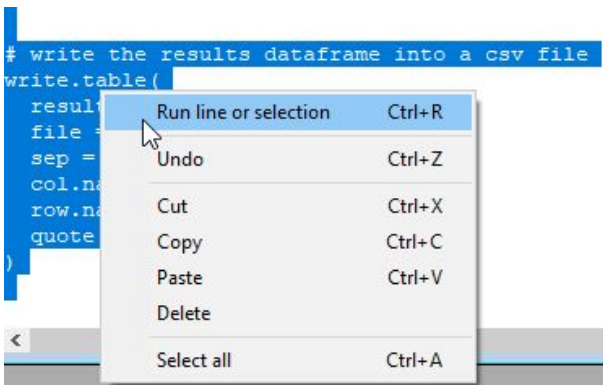 # write the results dataframe into a csv file
write.table(
result
file =
sep =
col.na
row.na
quote
)
Run line or selection Ctrl+R
Undo Ctrl+Z
Cut Ctrl+X
Copy Ctrl+C
Paste Ctrl+V
Delete
Select all Ctrl+A